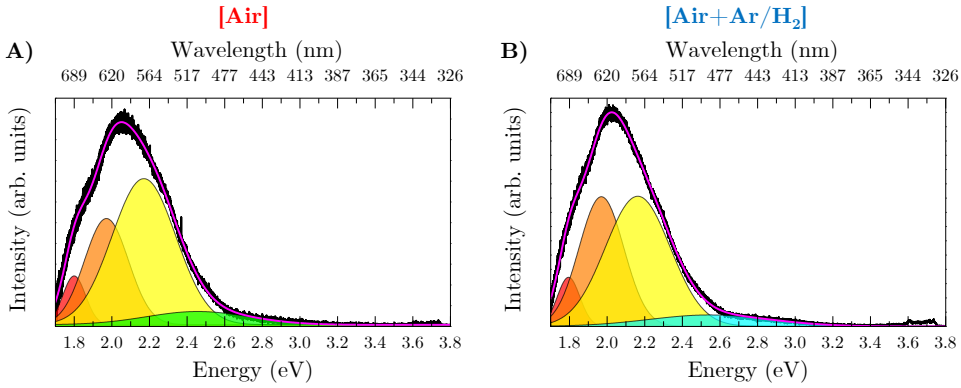 [Air]
A)
Wavelength (nm)
689 620 564 517 477 443 413 387 365 344 326
Intensity (arb. units)
1.8 2.0 2.2 2.4 2.6 2.8 3.0 3.2 3.4 3.6 3.8
Energy (eV)
[Air+Ar/H₂]
B)
Wavelength (nm)
689 620 564 517 477 443 413 387 365 344 326
Intensity (arb. units)
1.8 2.0 2.2 2.4 2.6 2.8 3.0 3.2 3.4 3.6 3.8
Energy (eV)